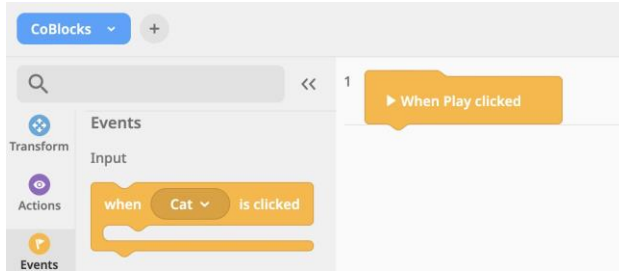 CoBlocks +
1
When Play clicked
Transform
Events
Input
Actions
when Cat is clicked
Events